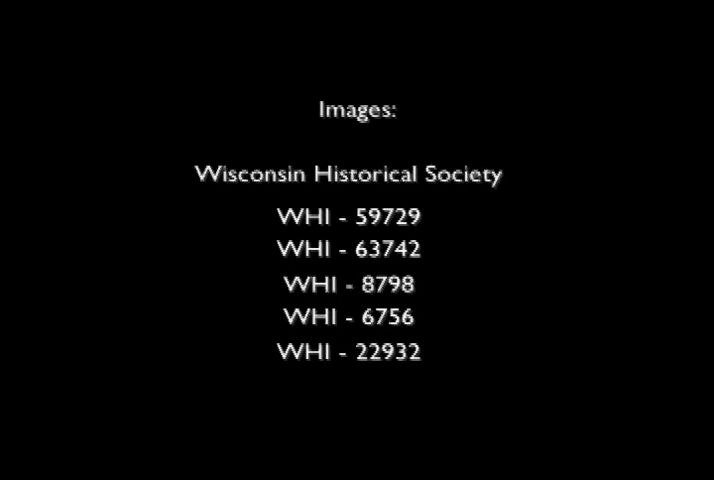 Images:
Wisconsin Historical Society
WHI - 59729
WHI - 63742
WHI - 8798
WHI - 6756
WHI - 22932